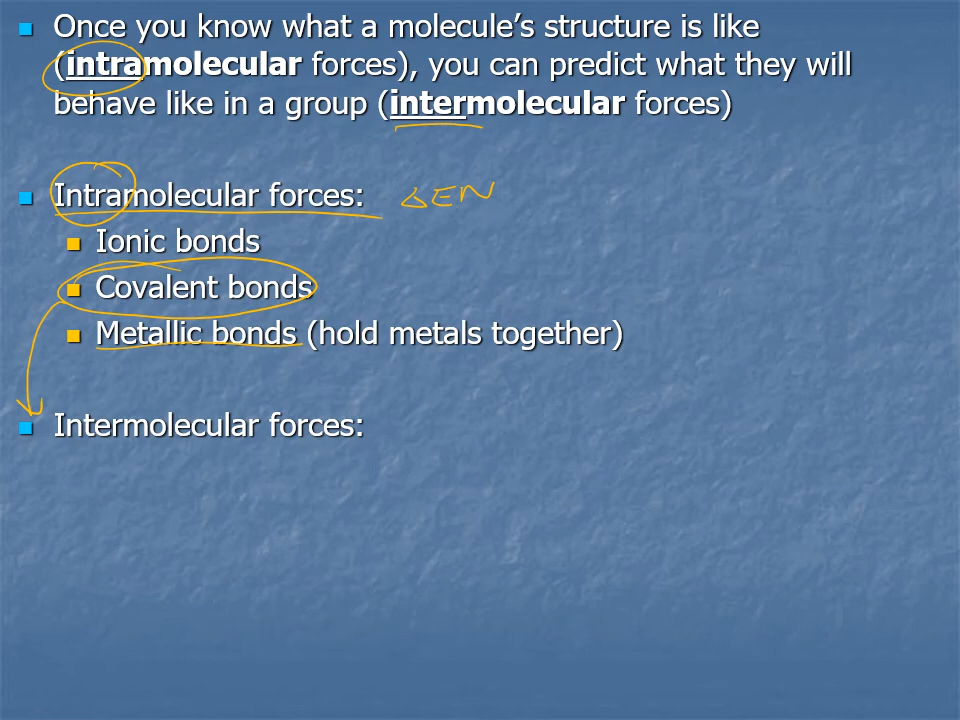 Once you know what a molecule’s structure is like
(intramolecular forces), you can predict what they will
behave like in a group (intermolecular forces)
Intramolecular forces: ΔEN
Ionic bonds
Covalent bonds
Metallic bonds (hold metals together)
Intermolecular forces: